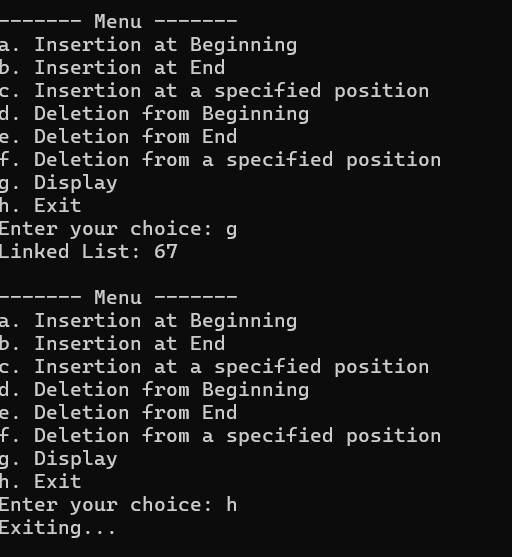 ------- Menu -------
a. Insertion at Beginning
b. Insertion at End
c. Insertion at a specified position
d. Deletion from Beginning
e. Deletion from End
f. Deletion from a specified position
g. Display
h. Exit
Enter your choice: g
Linked List: 67
------- Menu -------
a. Insertion at Beginning
b. Insertion at End
c. Insertion at a specified position
d. Deletion from Beginning
e. Deletion from End
f. Deletion from a specified position
g. Display
h. Exit
Enter your choice: h
Exiting...